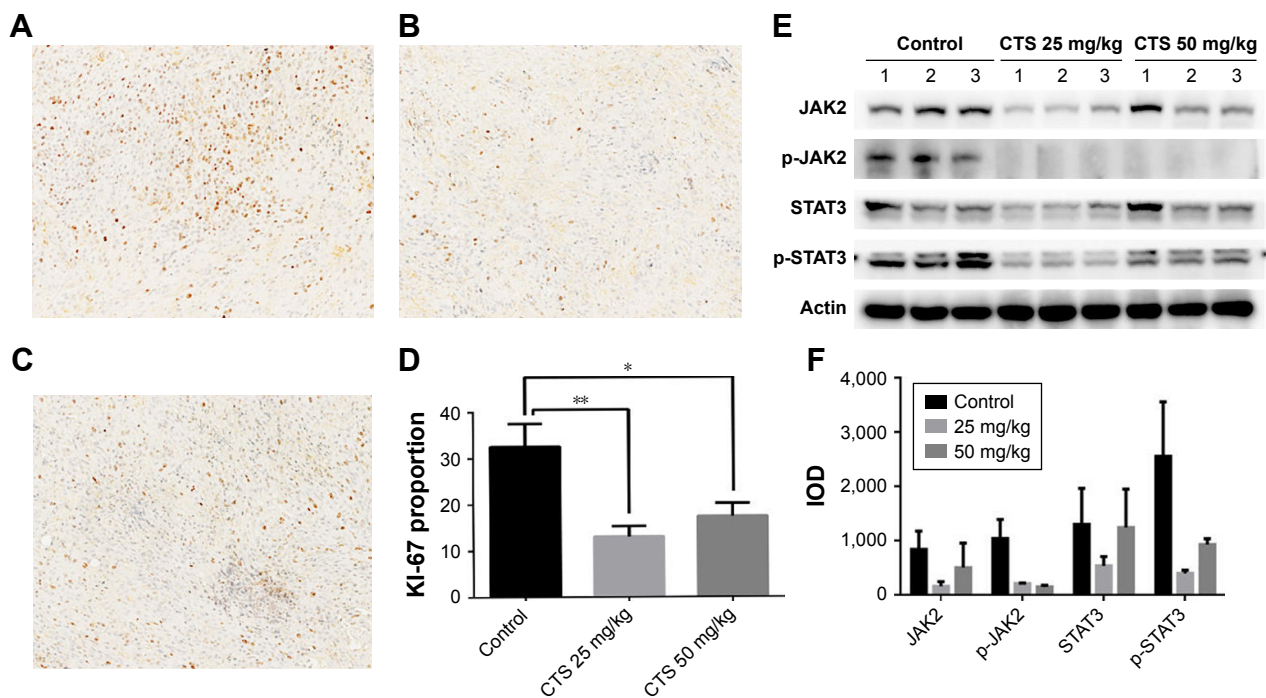 A
B
E
Control CTS 25 mg/kg CTS 50 mg/kg
1 2 3 1 2 3 1 2 3
JAK2
p-JAK2
STAT3
p-STAT3
Actin
C
D
* 
**
40
30
20
10
0
KI-67 proportion
Control
CTS 25 mg/kg
CTS 50 mg/kg
F
4,000
3,000
2,000
1,000
0
IOD
Control
25 mg/kg
50 mg/kg
JAK2
p-JAK2
STAT3
p-STAT3